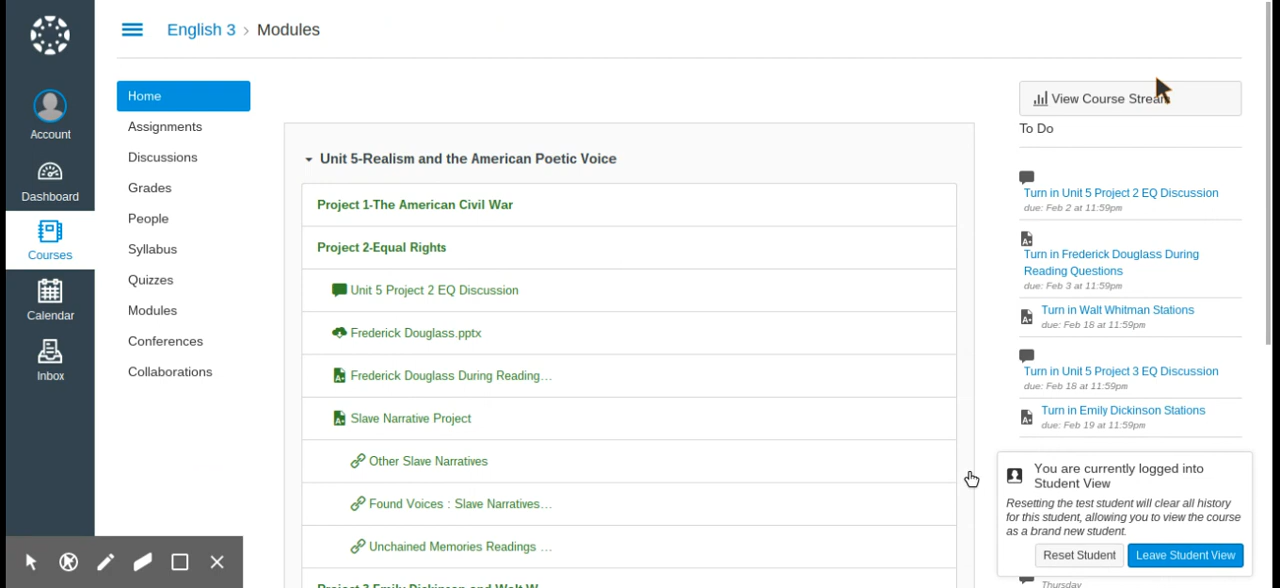 English 3 › Modules
Account
Dashboard
Courses
Calendar
Inbox
Home
Assignments
Discussions
Grades
People
Syllabus
Quizzes
Modules
Conferences
Collaborations
Unit 5-Realism and the American Poetic Voice
Project 1-The American Civil War
Project 2-Equal Rights
Unit 5 Project 2 EQ Discussion
Frederick Douglass.pptx
Frederick Douglass During Reading…
Slave Narrative Project
Other Slave Narratives
Found Voices : Slave Narratives…
Unchained Memories Readings …
Project 3-Emily Dickinson and Walt W
View Course Stream
To Do
Turn in Unit 5 Project 2 EQ Discussion
due: Feb 2 at 11:59pm
Turn in Frederick Douglass During
Reading Questions
due: Feb 3 at 11:59pm
Turn in Walt Whitman Stations
due: Feb 18 at 11:59pm
Turn in Unit 5 Project 3 EQ Discussion
due: Feb 18 at 11:59pm
Turn in Emily Dickinson Stations
due: Feb 19 at 11:59pm
You are currently logged into
Student View
Resetting the test student will clear all history
for this student, allowing you to view the course
as a brand new student.
Reset Student
Leave Student View
Thursday